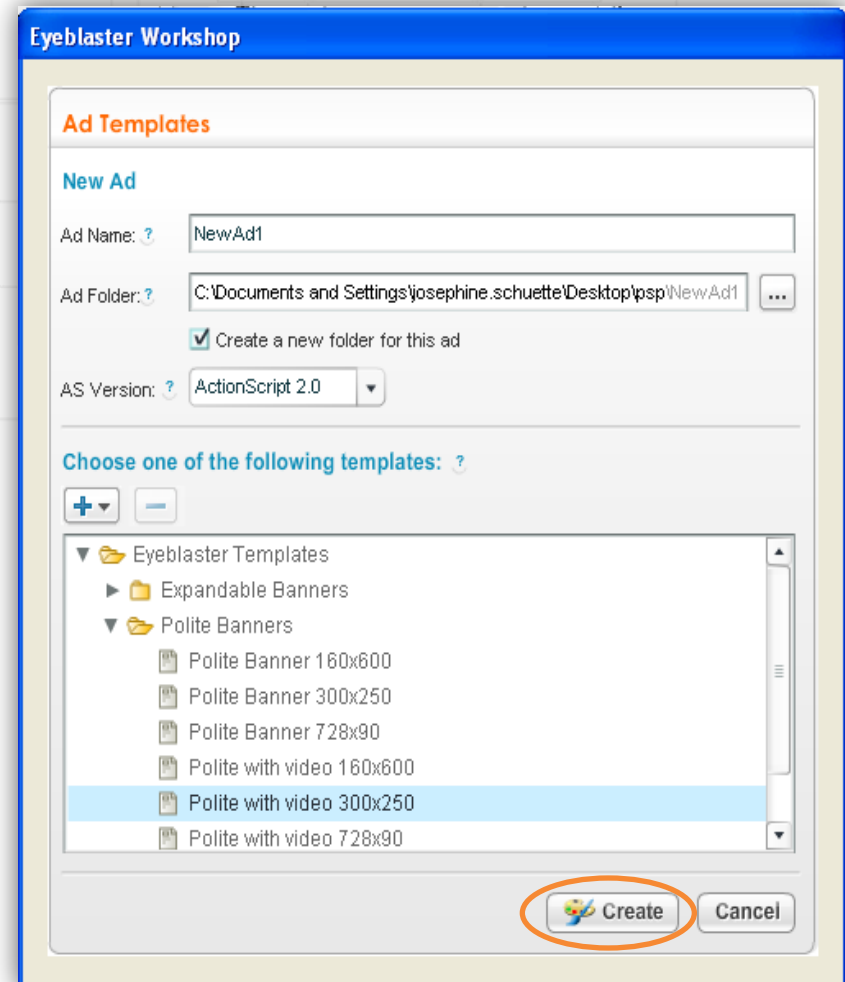 Eyeblaster Workshop
Ad Templates
New Ad
Ad Name: ?
NewAd1
Ad Folder: ?
C:\Documents and Settings\josephine.schuette\Desktop\psp\NewAd1
...
Create a new folder for this ad
AS Version: ?
ActionScript 2.0
Choose one of the following templates: ?
Eyeblaster Templates
Expandable Banners
Polite Banners
Polite Banner 160x600
Polite Banner 300x250
Polite Banner 728x90
Polite with video 160x600
Polite with video 300x250
Polite with video 728x90
Create
Cancel